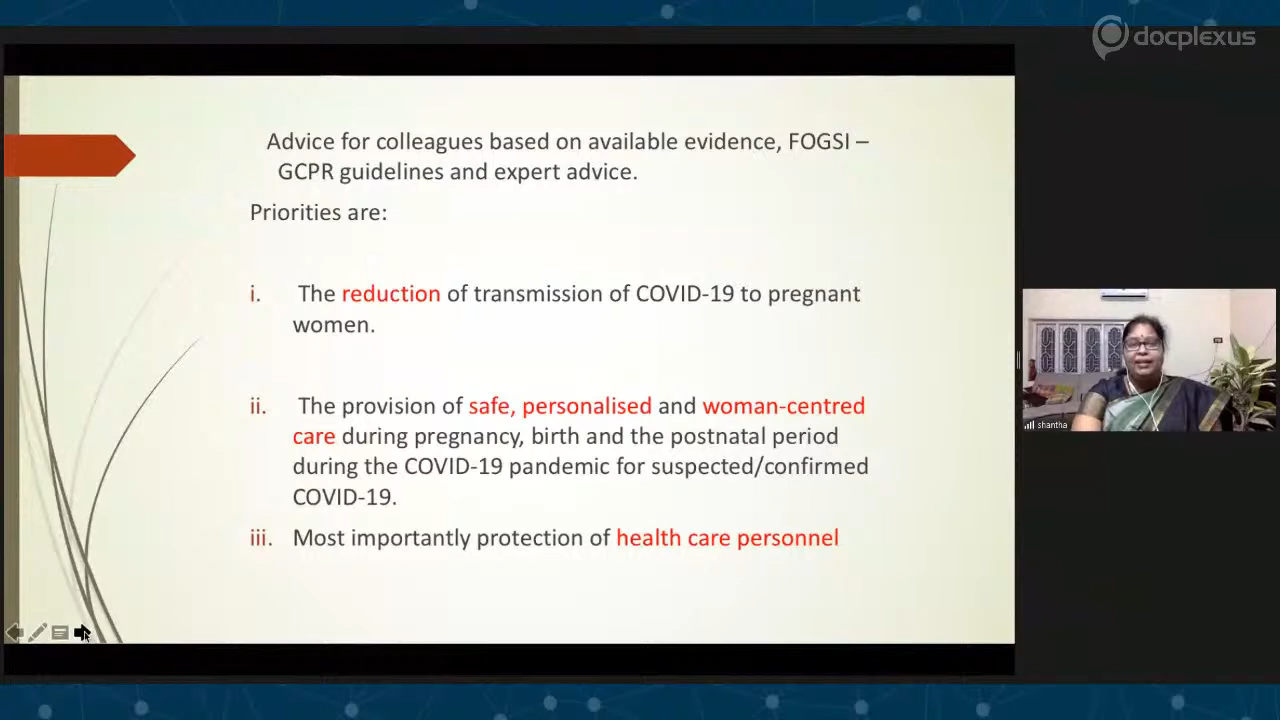 docplexus
Advice for colleagues based on available evidence, FOGSI –
GCPR guidelines and expert advice.
Priorities are:
i. The reduction of transmission of COVID-19 to pregnant
women.
ii. The provision of safe, personalised and woman-centred
care during pregnancy, birth and the postnatal period
during the COVID-19 pandemic for suspected/confirmed
COVID-19.
iii. Most importantly protection of health care personnel
shantha